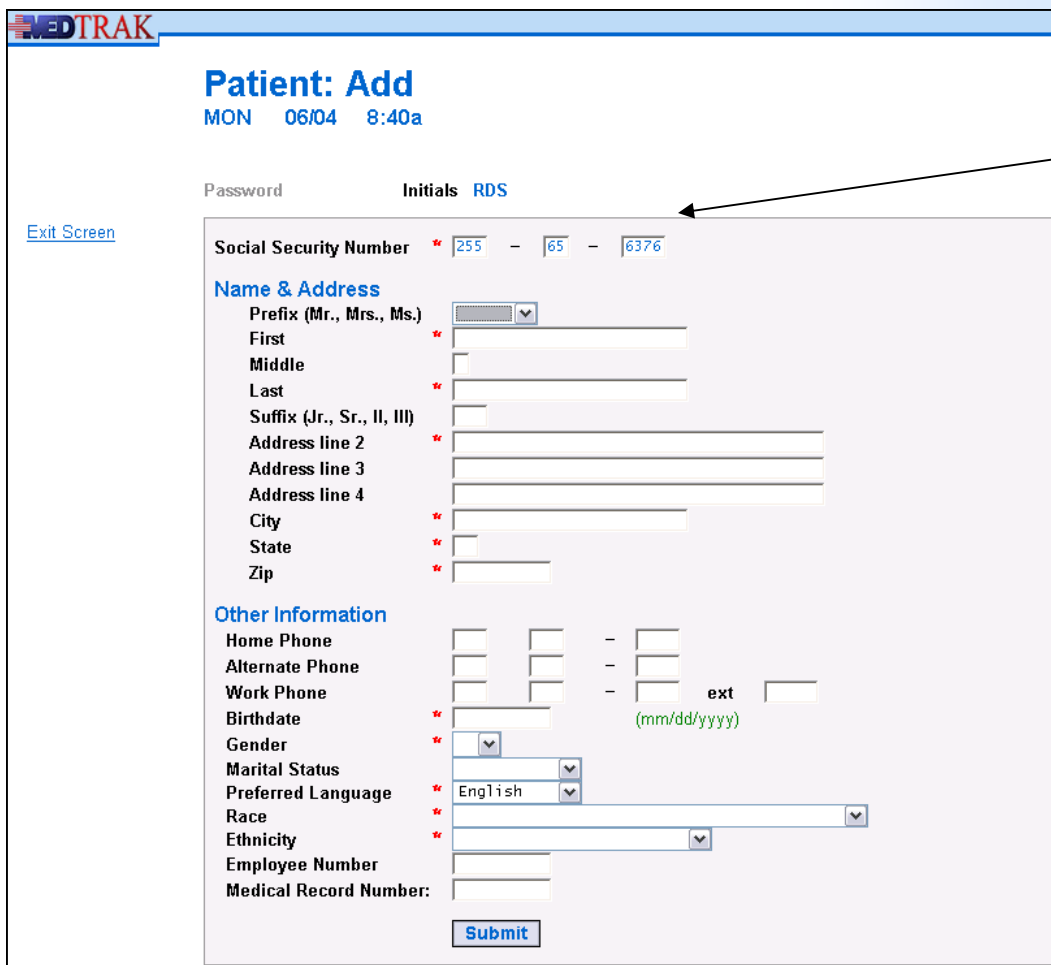 MEDTRAK
Patient: Add
MON 06/04 8:40a
Password Initials RDS
Exit Screen
Social Security Number * 255 – 65 – 6376
Name & Address
Prefix (Mr., Mrs., Ms.)
First *
Middle
Last *
Suffix (Jr., Sr., II, III)
Address line 2 *
Address line 3
Address line 4
City *
State *
Zip *
Other Information
Home Phone –
Alternate Phone –
Work Phone – ext
Birthdate * (mm/dd/yyyy)
Gender *
Marital Status
Preferred Language * English
Race *
Ethnicity *
Employee Number
Medical Record Number:
Submit